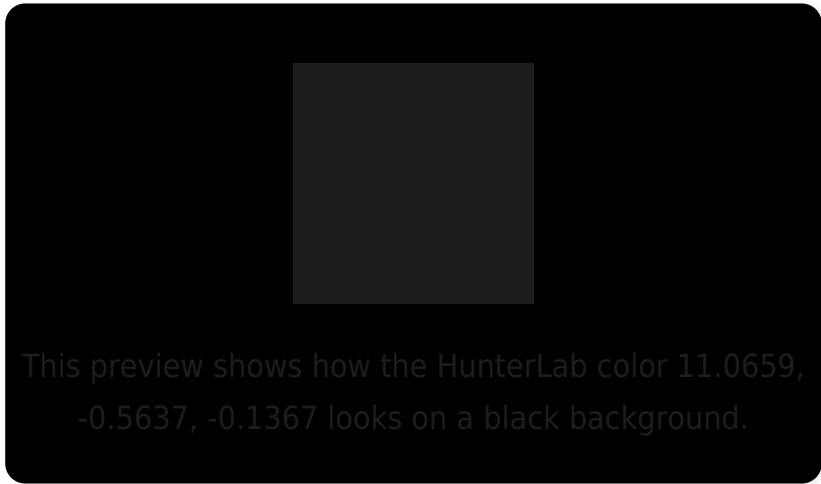 This preview shows how the HunterLab color 11.0659,
-0.5637, -0.1367 looks on a black background.